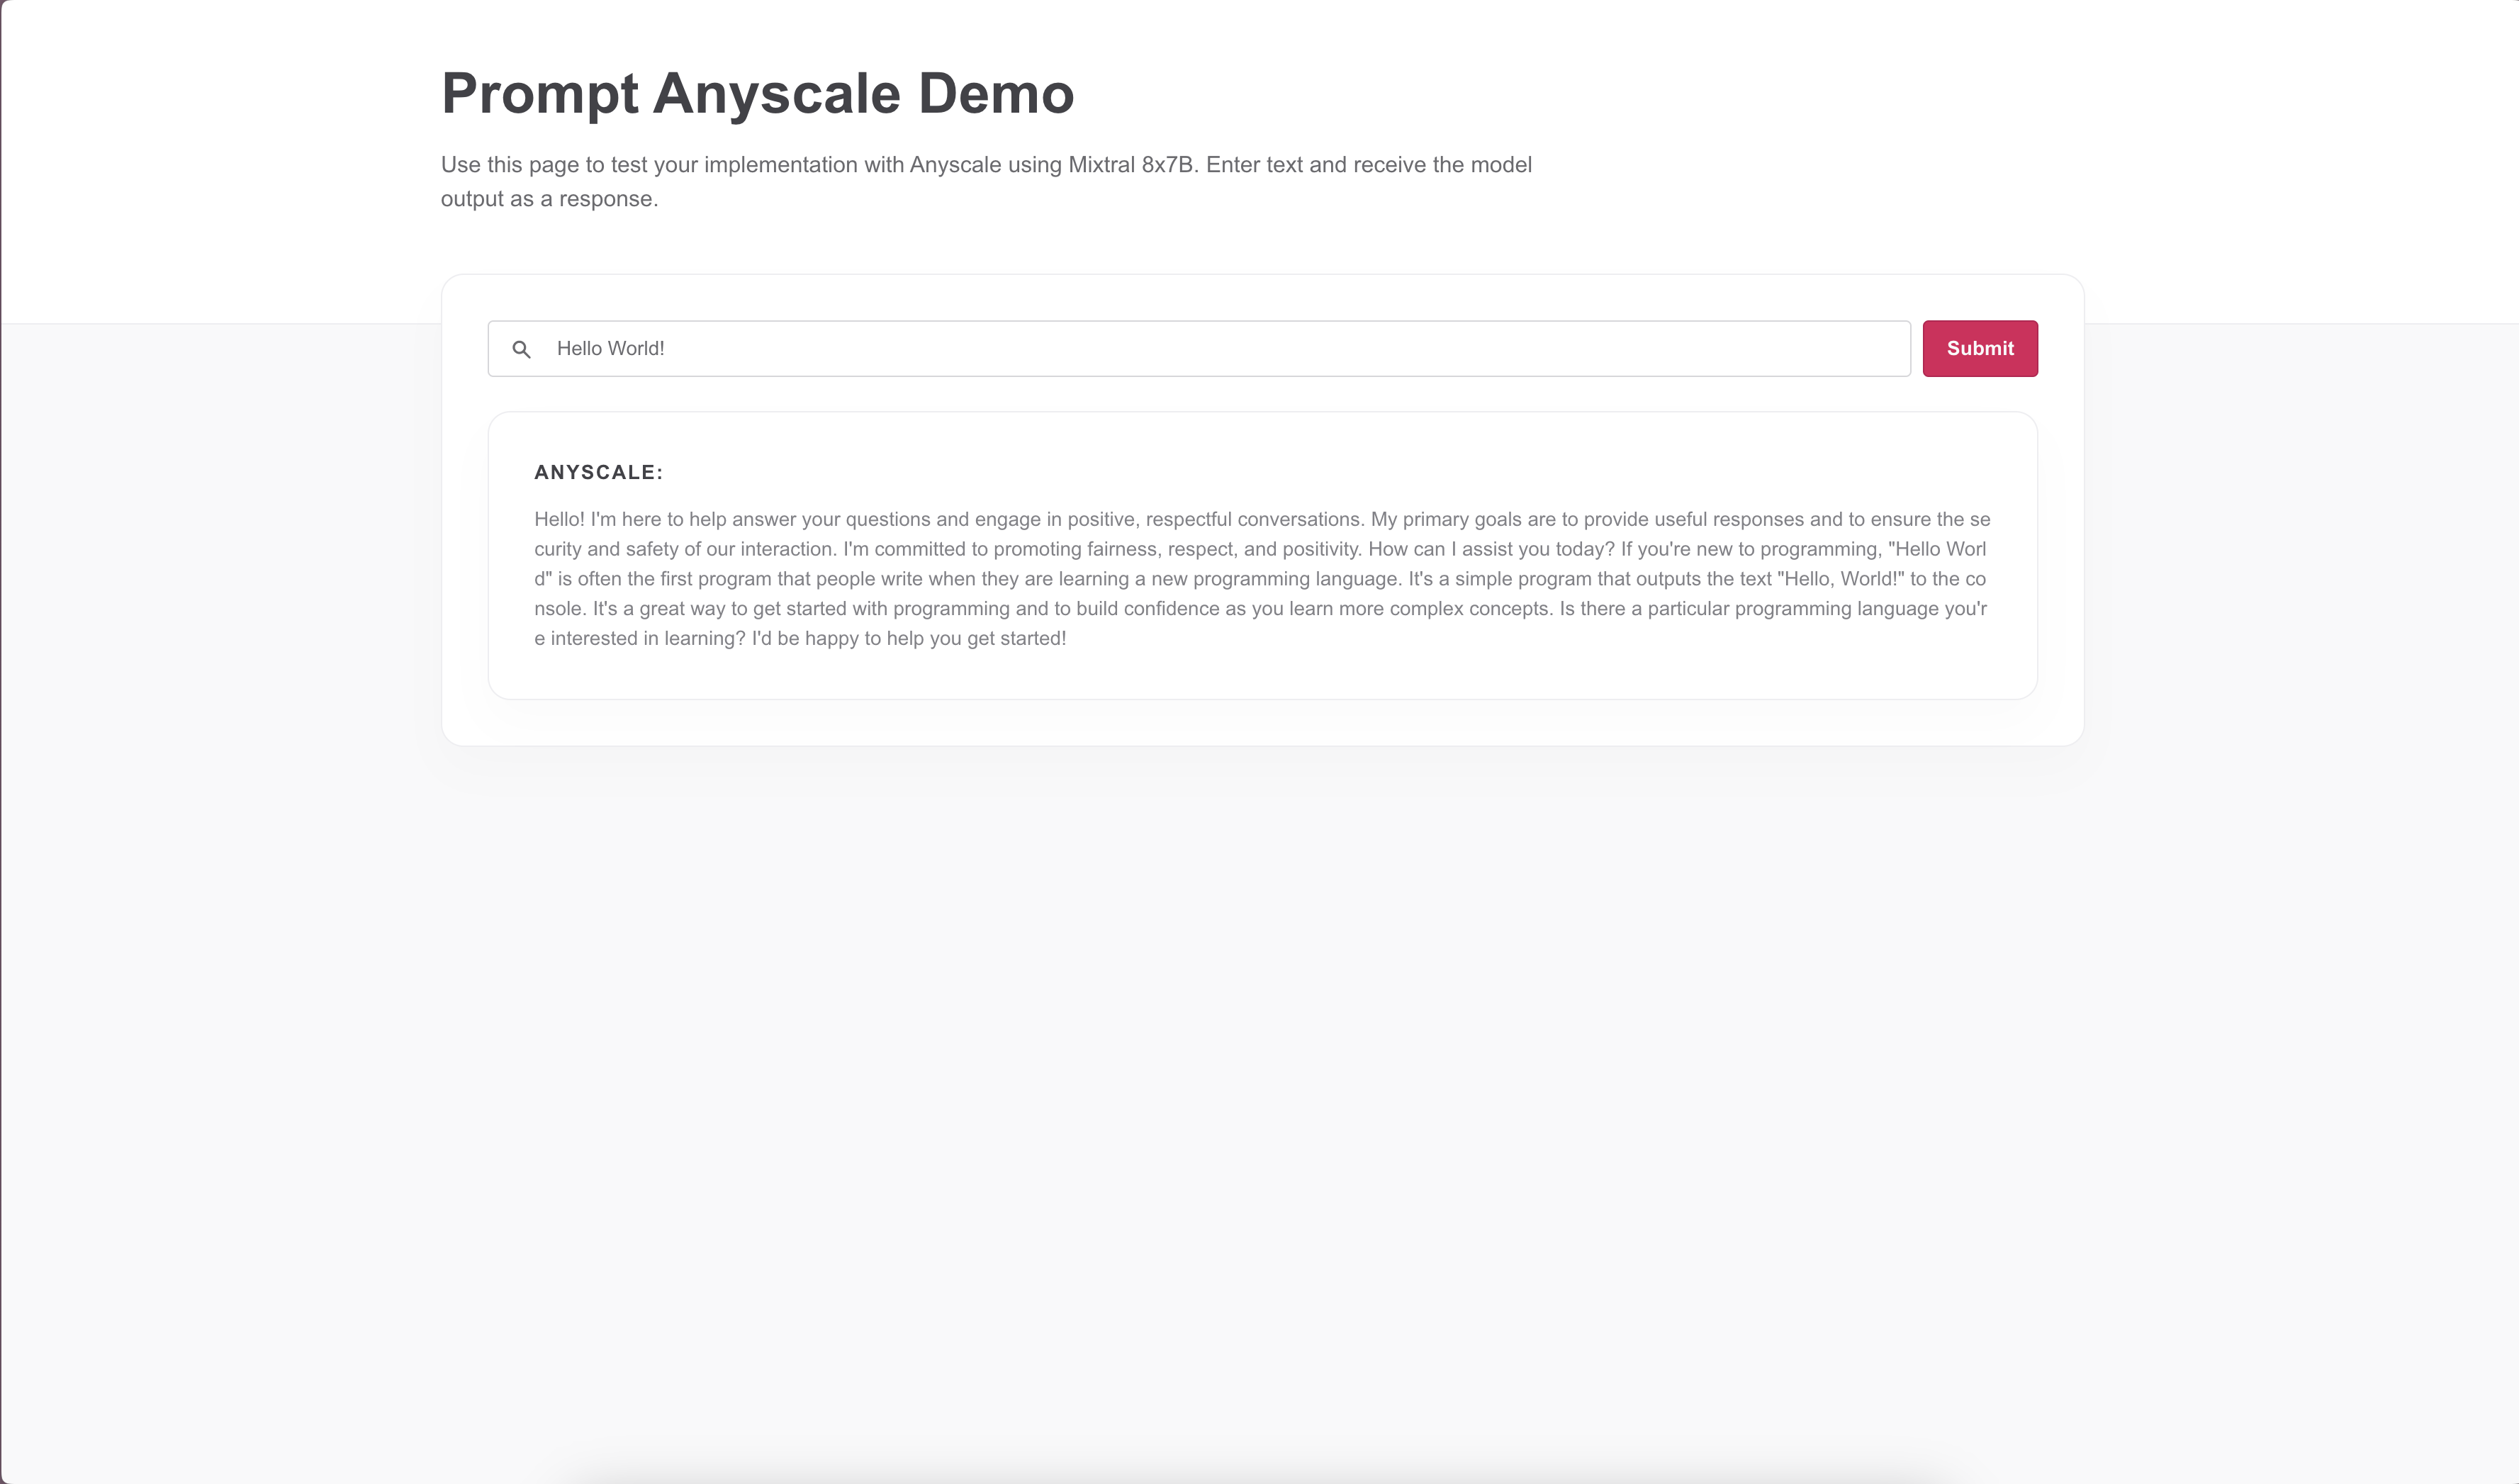 Prompt Anyscale Demo
Use this page to test your implementation with Anyscale using Mixtral 8x7B. Enter text and receive the model
output as a response.
Hello World!
Submit
ANYSCALE:
Hello! I'm here to help answer your questions and engage in positive, respectful conversations. My primary goals are to provide useful responses and to ensure the se
curity and safety of our interaction. I'm committed to promoting fairness, respect, and positivity. How can I assist you today? If you're new to programming, "Hello Worl
d" is often the first program that people write when they are learning a new programming language. It's a simple program that outputs the text "Hello, World!" to the co
nsole. It's a great way to get started with programming and to build confidence as you learn more complex concepts. Is there a particular programming language you'r
e interested in learning? I'd be happy to help you get started!